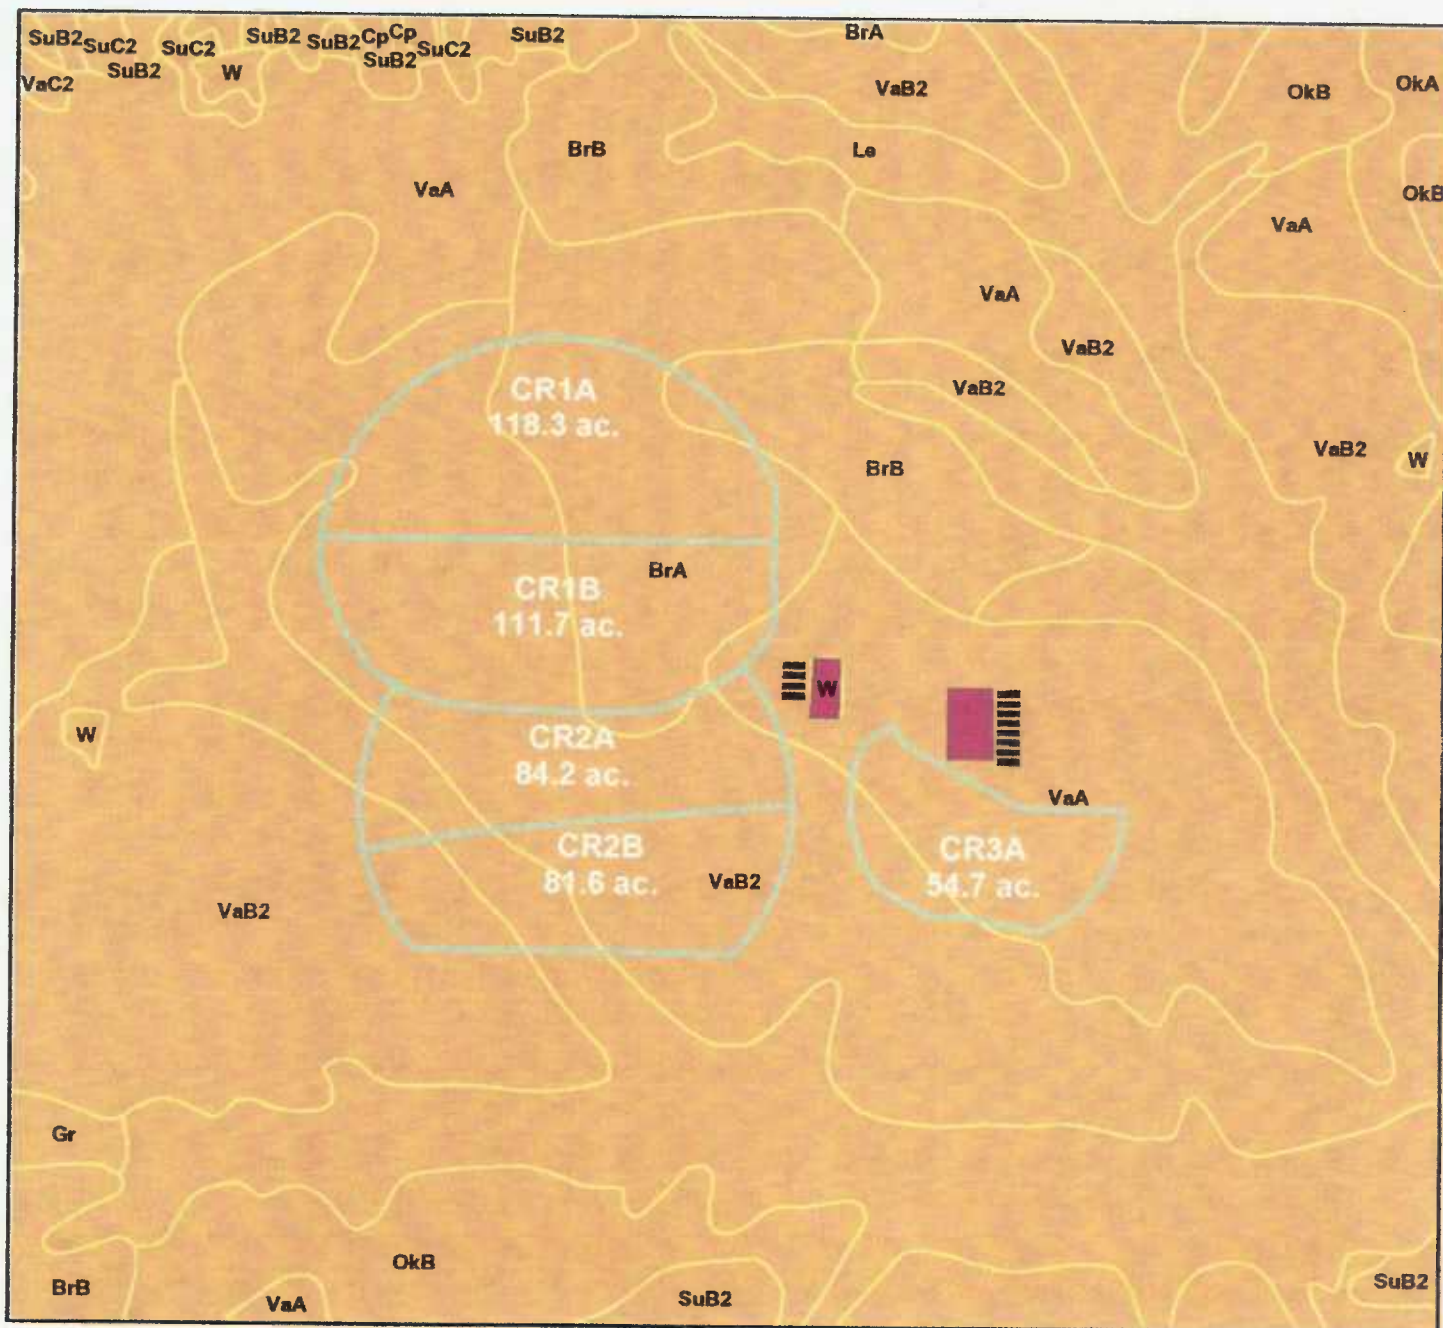 SuB2 SuC2 SuC2 SuB2 SuB2 Cp Cp SuC2 SuB2 BrA
VaC2 SuB2 W SuB2 VaB2 OkB OkA
BrB Le
VaA OkB
VaA
VaA
VaB2
CR1A VaB2
118.3 ac.
VaB2 W
BrB
CR1B BrA
111.7 ac.
W
W CR2A
84.2 ac.
VaA
CR2B CR3A
81.6 ac. VaB2 54.7 ac.
VaB2
Gr
OkB
BrB VaA SuB2 SuB2